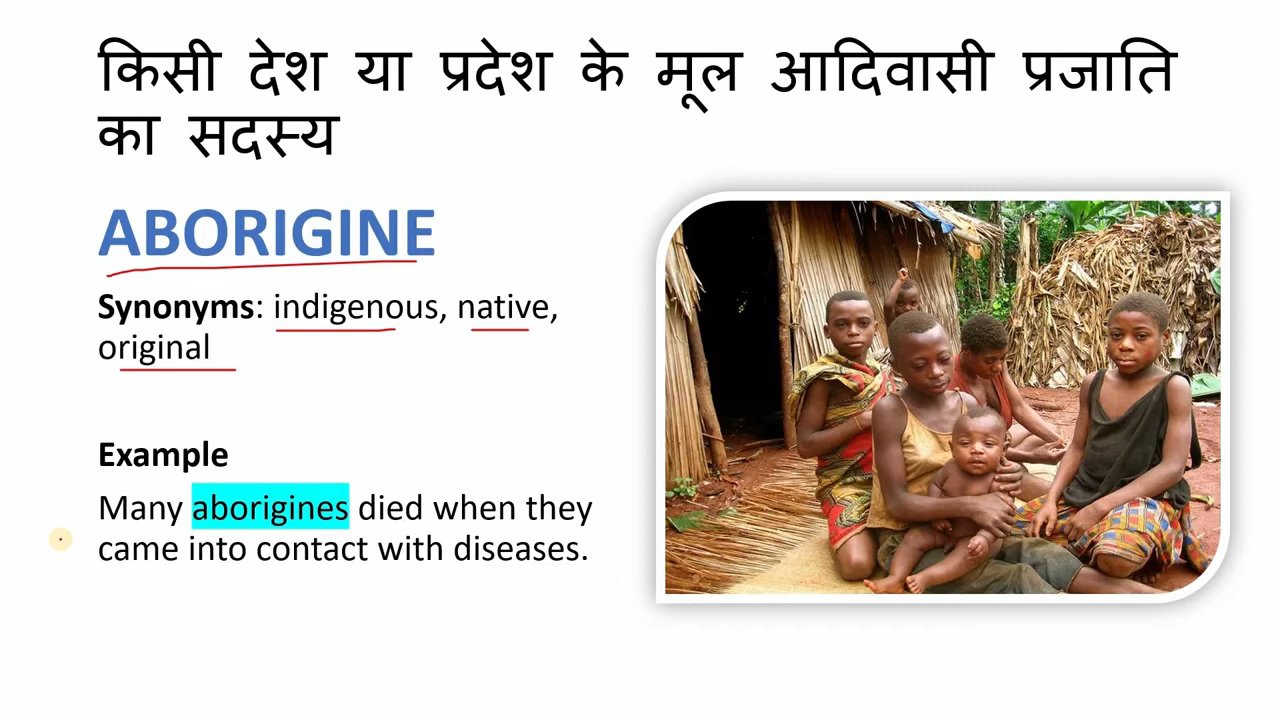 किसी देश या प्रदेश के मूल आदिवासी प्रजाति
का सदस्य
ABORIGINE
Synonyms: indigenous, native,
original
Example
Many aborigines died when they
came into contact with diseases.